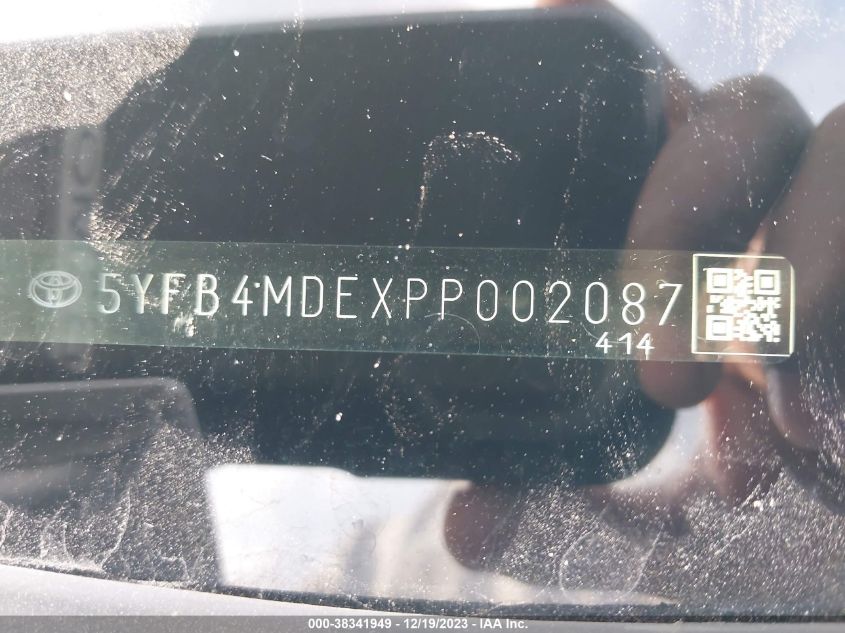 5YFB4MDEXPP002087
414
000-38341949 - 12/19/2023 - IAA Inc.